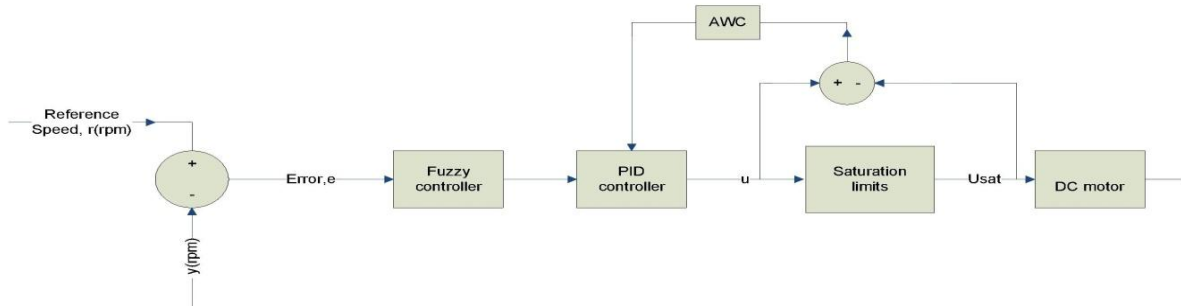 AWC
+ -
Reference
Speed, r(rpm)
+
-
Error,e
Fuzzy
controller
PID
controller
u
Saturation
limits
Usat
DC motor
y(rpm)